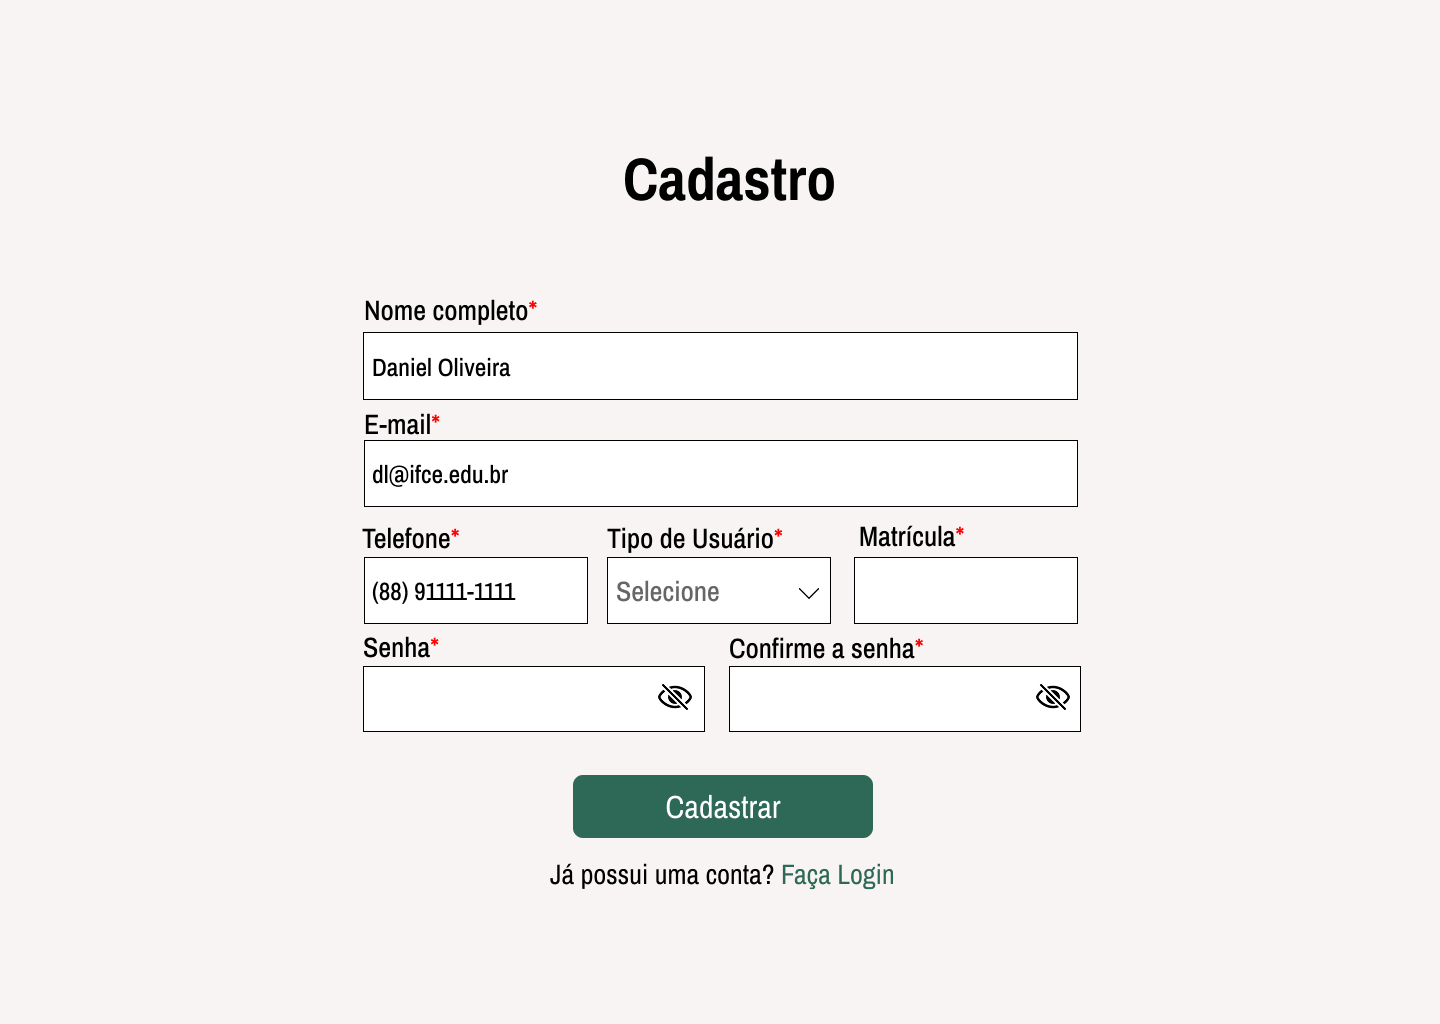 Cadastro
Nome completo*
Daniel Oliveira
E-mail*
dl@ifce.edu.br
Telefone* Tipo de Usuário* Matrícula*
(88) 91111-1111 Selecione
Senha* Confirme a senha*
Cadastrar
Já possui uma conta? Faça Login